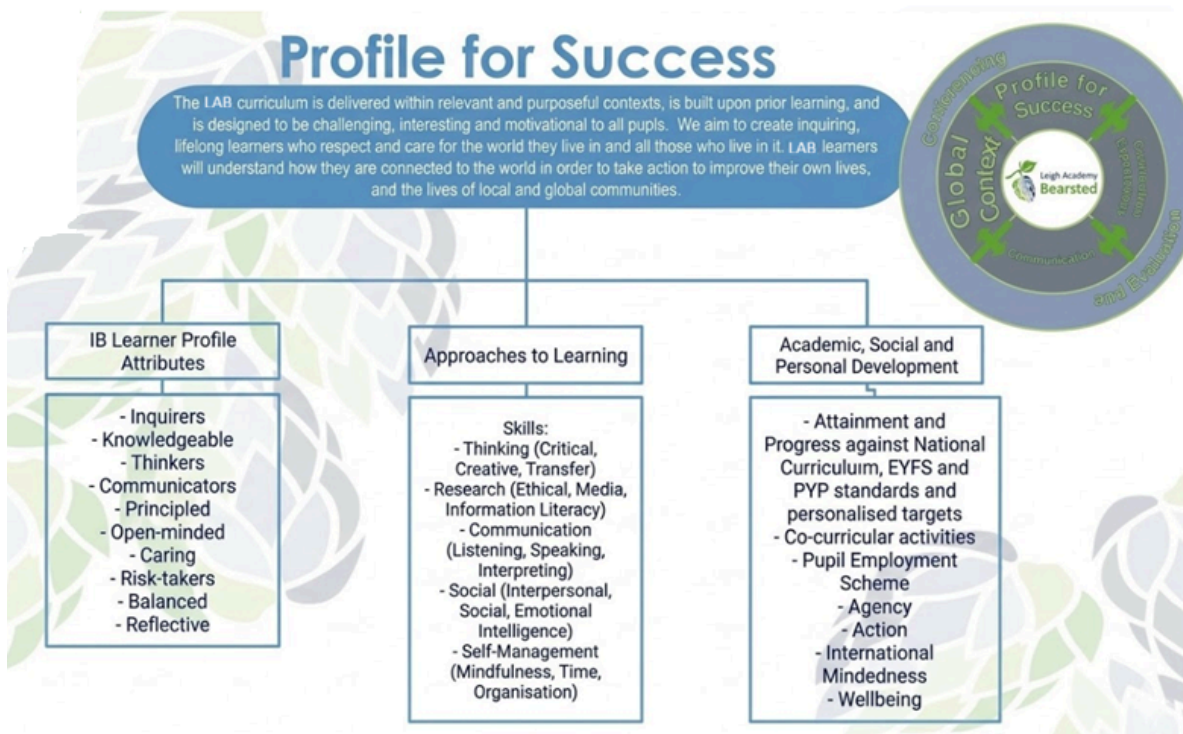 Profile for Success
The LAB curriculum is delivered within relevant and purposeful contexts, is built upon prior learning, and
is designed to be challenging, interesting and motivational to all pupls. We aim to create inquiring,
lifelong learners who respect and care for the world they live in and all those who live in it. LAB learners
will understand how they are connected to the world in order to take action to improve their own lives,
and the lives of local and global communities.
Profile for
Success
Global
Context
Communication
Leigh Academy
Bearsted
IB Learner Profile
Attributes
- Inquirers
- Knowledgeable
- Thinkers
- Communicators
- Principled
- Open-minded
- Caring
- Risk-takers
- Balanced
- Reflective
Approaches to Learning
Skills:
- Thinking (Critical,
Creative, Transfer)
- Research (Ethical, Media,
Information Literacy)
- Communication
(Listening, Speaking,
Interpreting)
- Social (Interpersonal,
Social, Emotional
Intelligence)
- Self-Management
(Mindfulness, Time,
Organisation)
Academic, Social and
Personal Development
- Attainment and
Progress against National
Curriculuım, EYFS and
PYP standards and
personalised targets
- Co-curricular activities
- Pupil Employment
Scheme
- Agency
- Action
- International
Mindedness
- Wellbeing